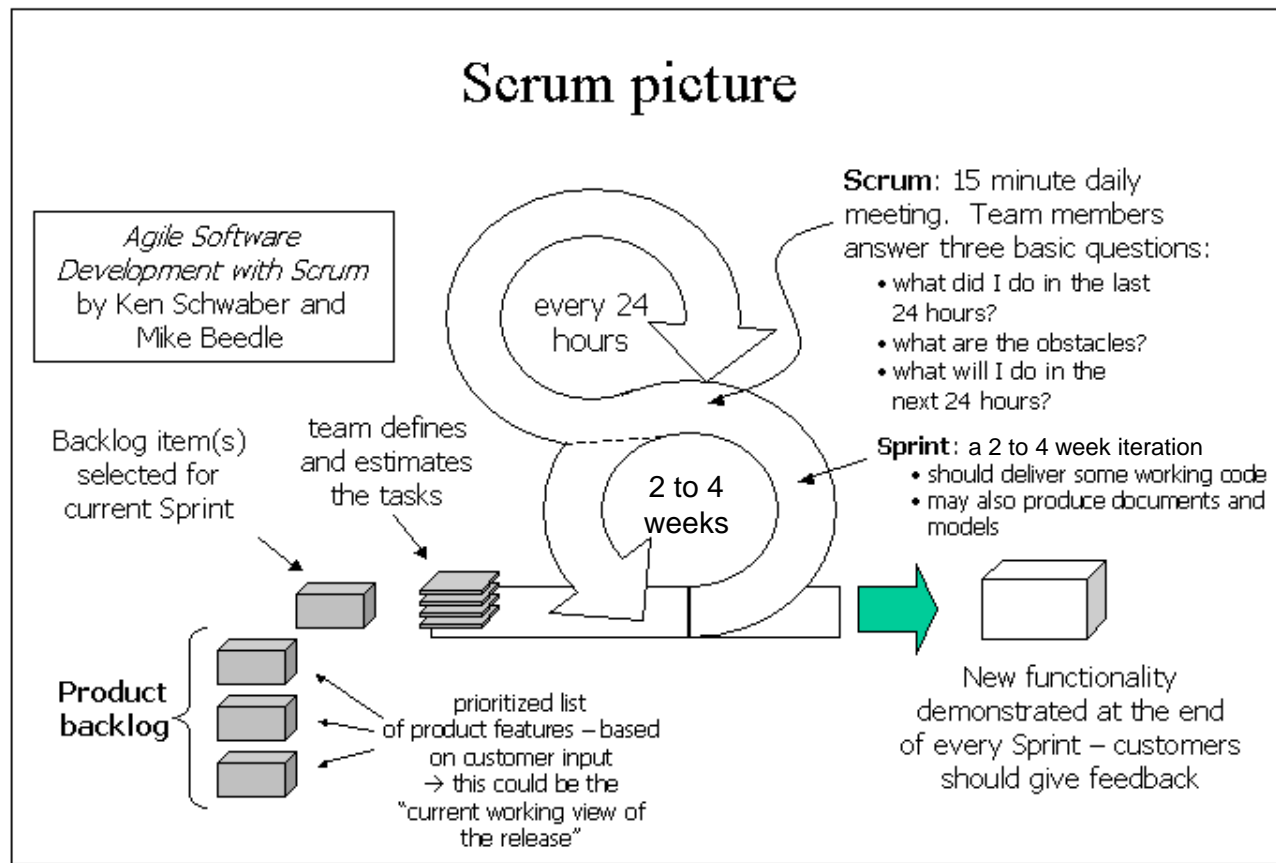 Scrum picture
Agile Software
Development with Scrum
by Ken Schwaber and
Mike Beedle
every 24
hours
Scrum: 15 minute daily
meeting. Team members
answer three basic questions:
• what did I do in the last
24 hours?
• what are the obstacles?
• what will I do in the
next 24 hours?
Backlog item(s)
selected for
current Sprint
team defines
and estimates
the tasks
2 to 4
weeks
Sprint: a 2 to 4 week iteration
• should deliver some working code
• may also produce documents and
models
Product
backlog
prioritized list
of product features – based
on customer input
→ this could be the
“current working view of
the release”
New functionality
demonstrated at the end
of every Sprint – customers
should give feedback